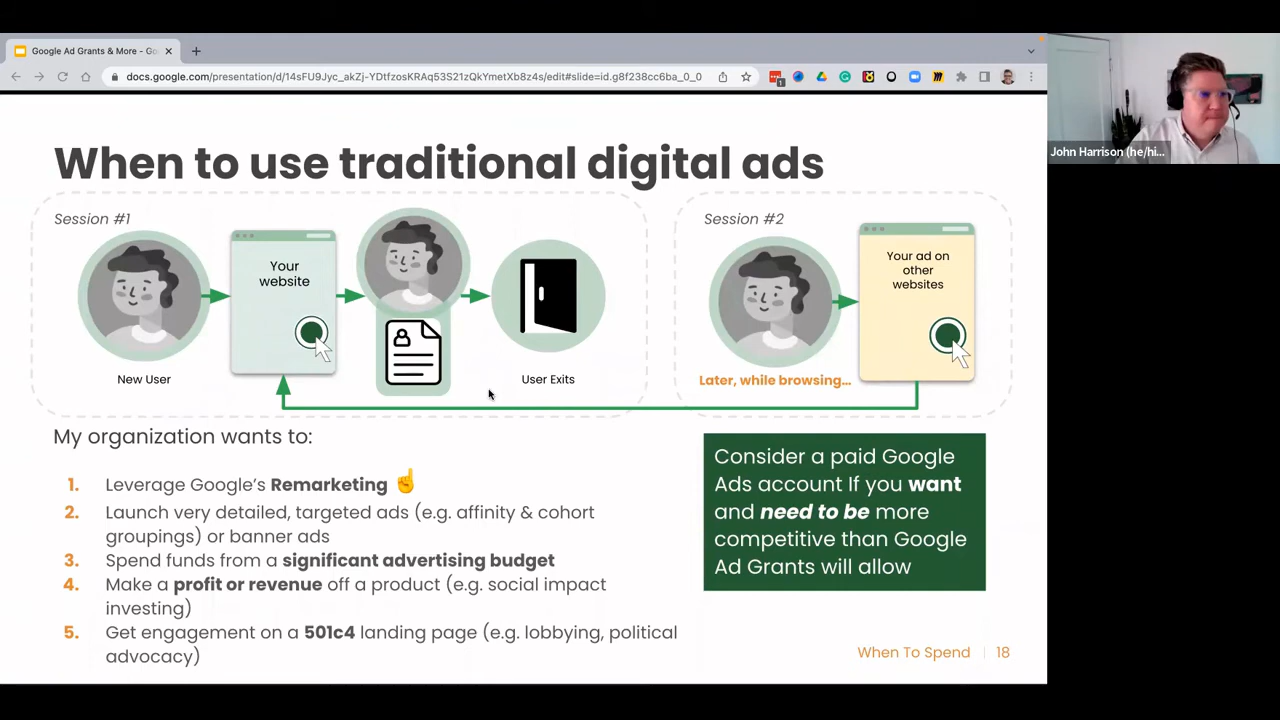 Google Ad Grants & More - Go
docs.google.com/presentation/d/14sFU9Jyc_akZj-YDtfzosKRAq53S21zQkYmetXb8z4s/edit#slide=id.g8f238cc6ba_0_0
1
John Harrison (he/hi...
When to use traditional digital ads
Session #1
Session #2
Your
website
Your ad on
other
websites
New User
User Exits
Later, while browsing...
My organization wants to:
1. Leverage Google's Remarketing ☝
2. Launch very detailed, targeted ads (e.g. affinity & cohort
groupings) or banner ads
3. Spend funds from a significant advertising budget
4. Make a profit or revenue off a product (e.g. social impact
investing)
5. Get engagement on a 501c4 landing page (e.g. lobbying, political
advocacy)
Consider a paid Google
Ads account If you want
and need to be more
competitive than Google
Ad Grants will allow
When To Spend | 18